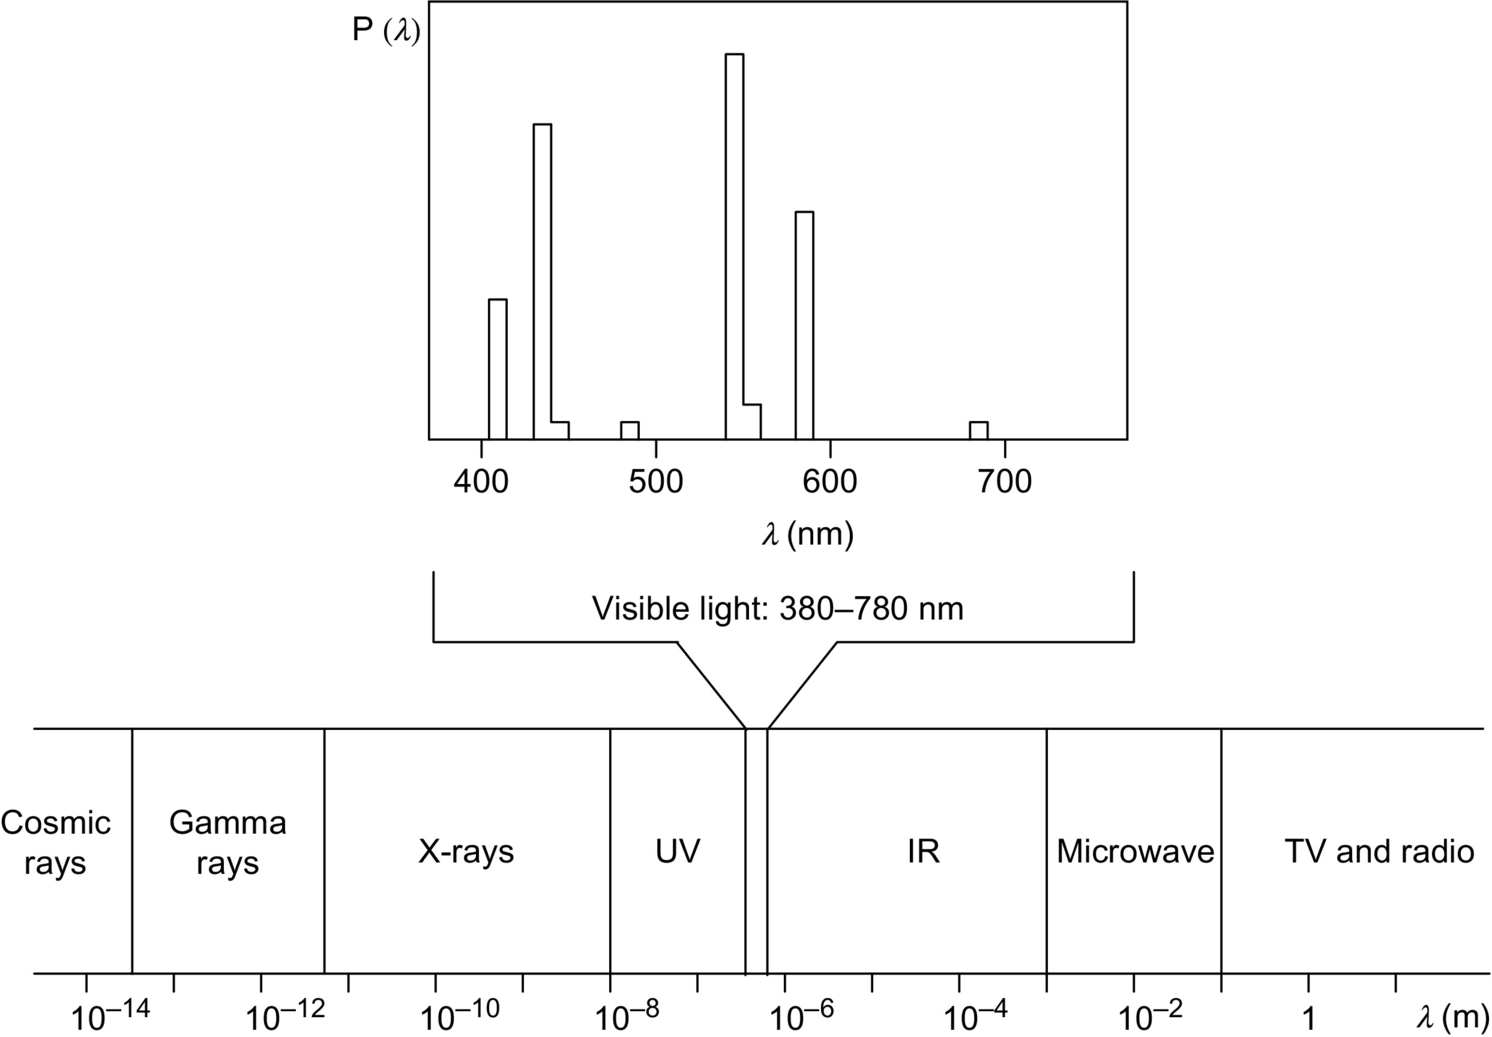 P (λ)
400 500 600 700
λ (nm)
Visible light: 380–780 nm
Cosmic rays
Gamma rays
X-rays
UV
IR
Microwave
TV and radio
10–14 10–12 10–10 10–8 10–6 10–4 10–2 1 λ (m)